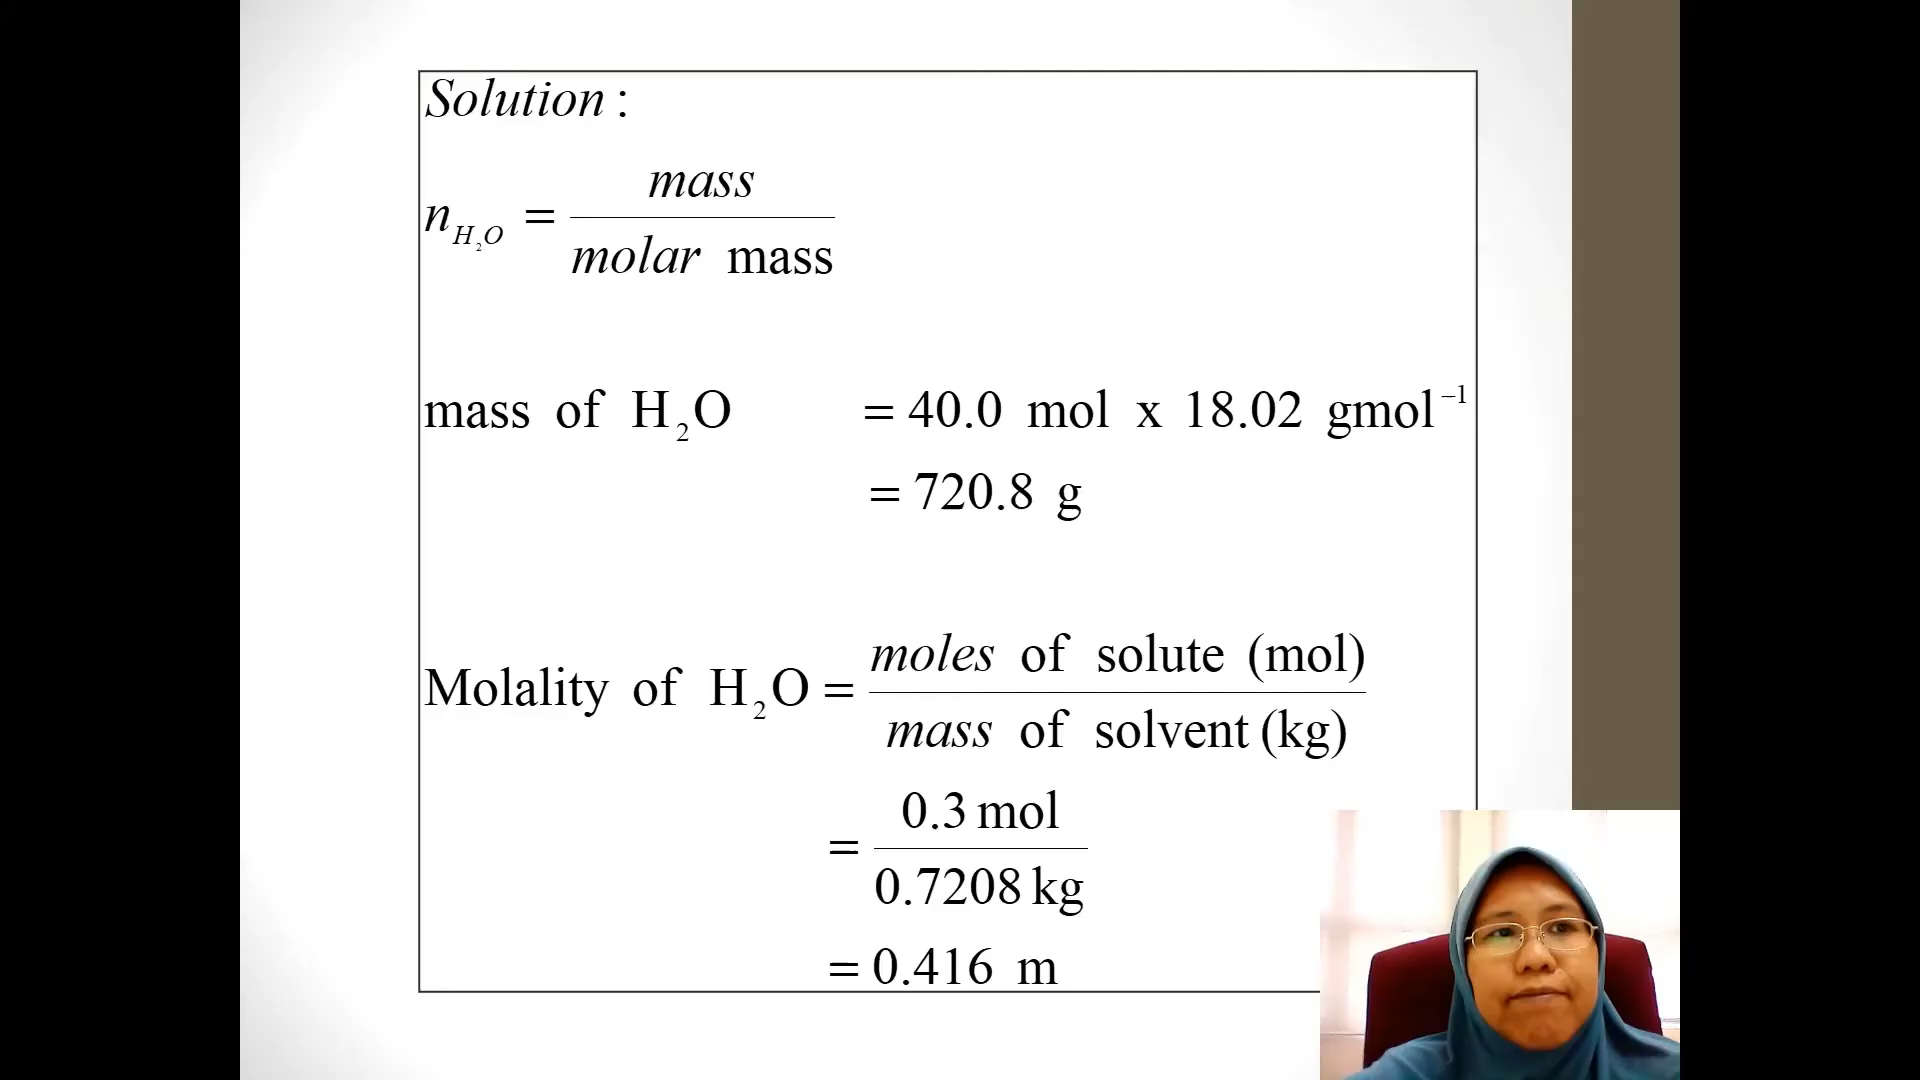 Solution :
n H₂O = mass / molar mass
mass of H₂O = 40.0 mol x 18.02 gmol⁻¹
= 720.8 g
Molality of H₂O = moles of solute (mol) / mass of solvent (kg)
= 0.3 mol / 0.7208 kg
= 0.416 m